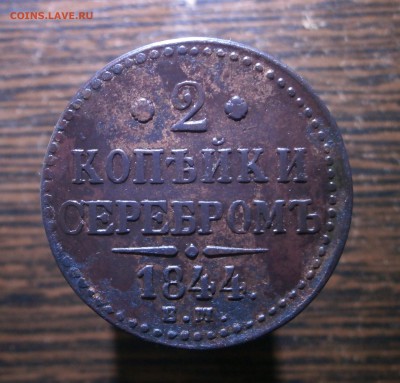 COINS.LAVE.RU
2
КОПѢЙКИ
СЕРЕБРОМЪ
1844.
Е.М.